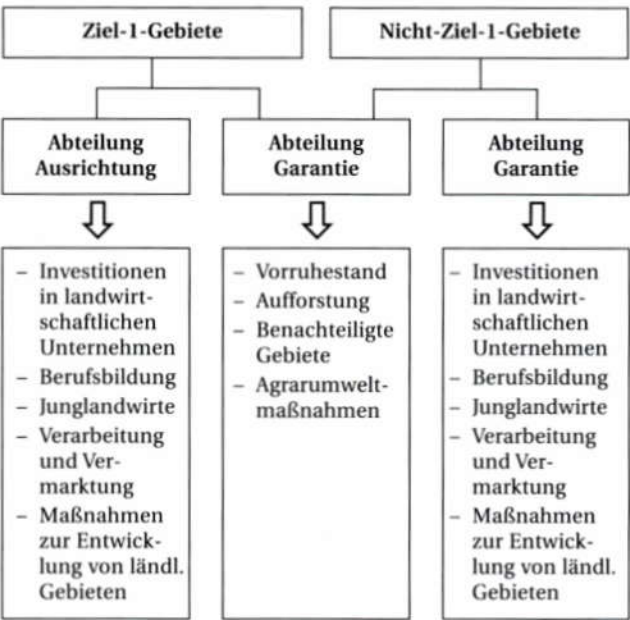 Ziel-1-Gebiete
Nicht-Ziel-1-Gebiete
Abteilung
Ausrichtung
Abteilung
Garantie
Abteilung
Garantie
– Investitionen
in landwirt-
schaftlichen
Unternehmen
– Berufsbildung
– Junglandwirte
– Verarbeitung
und Ver-
marktung
– Maßnahmen
zur Entwick-
lung von ländl.
Gebieten
– Vorruhestand
– Aufforstung
– Benachteiligte
Gebiete
– Agrarumwelt-
maßnahmen
– Investitionen
in landwirt-
schaftlichen
Unternehmen
– Berufsbildung
– Junglandwirte
– Verarbeitung
und Ver-
marktung
– Maßnahmen
zur Entwick-
lung von ländl.
Gebieten